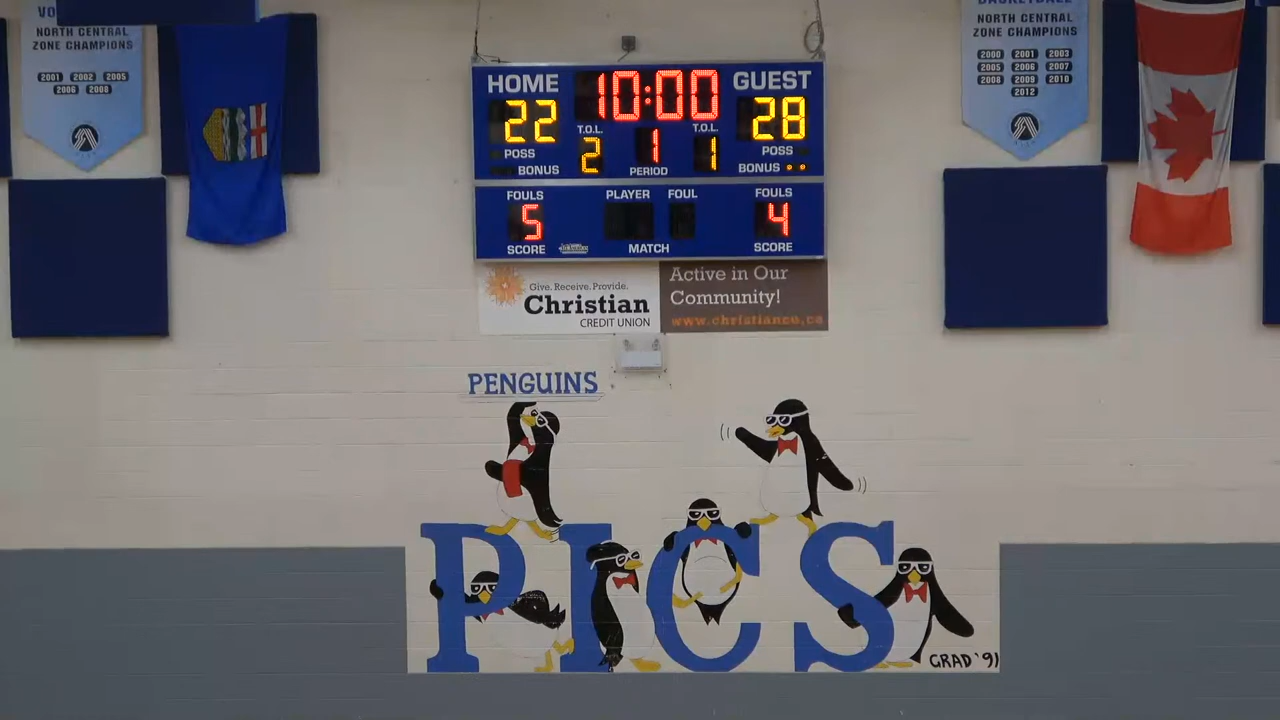 VO
NORTH CENTRAL
ZONE CHAMPIONS
2001 2002 2005
2006 2008
HOME
10:00
GUEST
22
28
T.O.L.
T.O.L.
2
1
1
POSS
POSS
BONUS
PERIOD
BONUS
FOULS
PLAYER
FOUL
FOULS
5
4
SCORE
MATCH
SCORE
BASKETBALL
NORTH CENTRAL
ZONE CHAMPIONS
2000 2001 2003
2005 2006 2007
2008 2009 2010
2012
Give. Receive. Provide.
Christian
CREDIT UNION
Active in Our
Community!
www.christiancu.ca
PENGUINS
PICS
GRAD '91